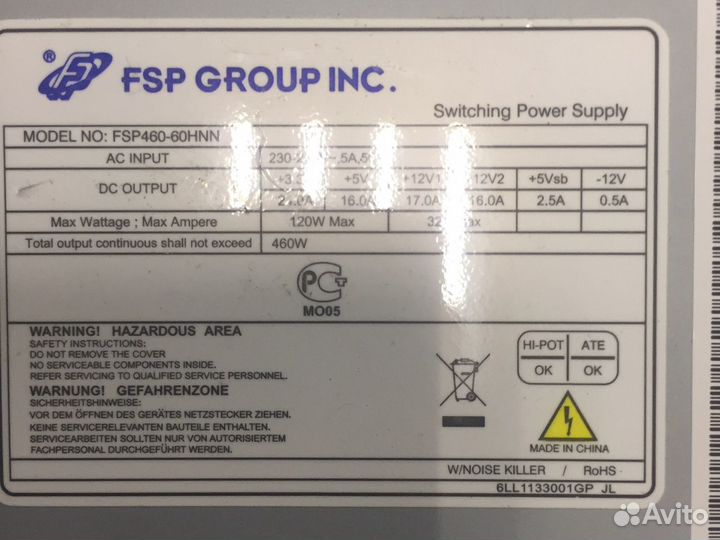 ® FSP GROUP INC.
Switching Power Supply
MODEL NO: FSP460-60HNN
AC INPUT
DC OUTPUT +5V +12V1 +5Vsb -12V
16.0A 17.0A 2.5A 0.5A
Max Wattage ; Max Ampere 120W Max
Total output continuous shall not exceed 460W
MO05
WARNING! HAZARDOUS AREA
SAFETY INSTRUCTIONS:
DO NOT REMOVE THE COVER
NO SERVICEABLE COMPONENTS INSIDE.
REFER SERVICING TO QUALIFIED SERVICE PERSONNEL.
WARNUNG! GEFAHRENZONE
SICHERHEITSHINWEISE:
VOR DEM ÖFFNEN DES GERÄTES NETZSTECKER ZIEHEN.
KEINE SERVICERELEVANTEN BAUTEILE ENTHALTEN.
SERVICEARBEITEN SOLLTEN NUR VON AUTORISIERTEM
FACHPERSONAL DURCHGEFÜHRT WERDEN.
HI-POT ATE
OK OK
MADE IN CHINA
W/NOISE KILLER / RoHS
6LL1133001GP JL
Avito